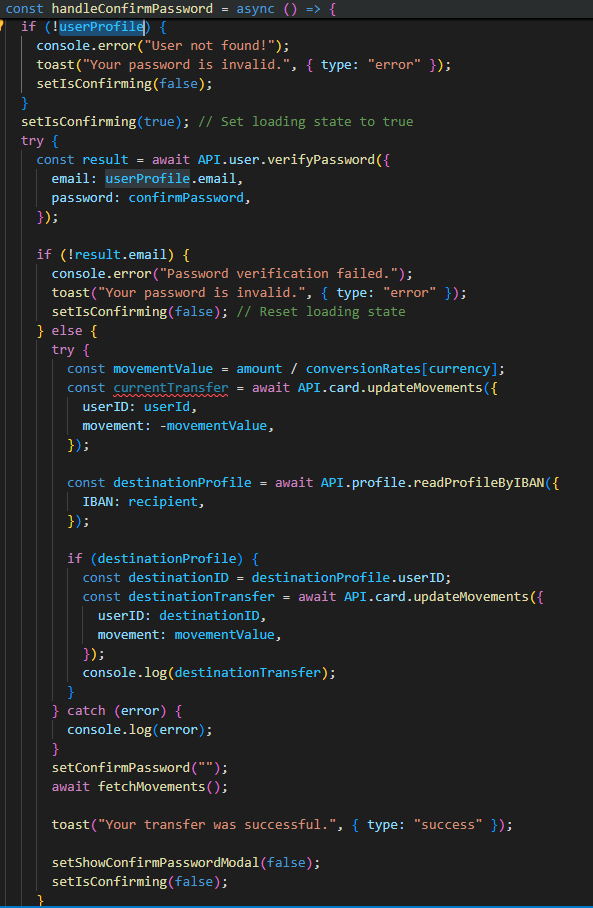 const handleConfirmPassword = async () => {
if (!userProfile) {
console.error("User not found!");
toast("Your password is invalid.", { type: "error" });
setIsConfirming(false);
}
setIsConfirming(true); // Set loading state to true
try {
const result = await API.user.verifyPassword({
email: userProfile.email,
password: confirmPassword,
});
if (!result.email) {
console.error("Password verification failed.");
toast("Your password is invalid.", { type: "error" });
setIsConfirming(false); // Reset loading state
} else {
try {
const movementValue = amount / conversionRates[currency];
const currentTransfer = await API.card.updateMovements({
userID: userId,
movement: -movementValue,
});
const destinationProfile = await API.profile.readProfileByIBAN({
IBAN: recipient,
});
if (destinationProfile) {
const destinationID = destinationProfile.userID;
const destinationTransfer = await API.card.updateMovements({
userID: destinationID,
movement: movementValue,
});
console.log(destinationTransfer);
}
} catch (error) {
console.log(error);
}
setConfirmPassword("");
await fetchMovements();
toast("Your transfer was successful.", { type: "success" });
setShowConfirmPasswordModal(false);
setIsConfirming(false);
}